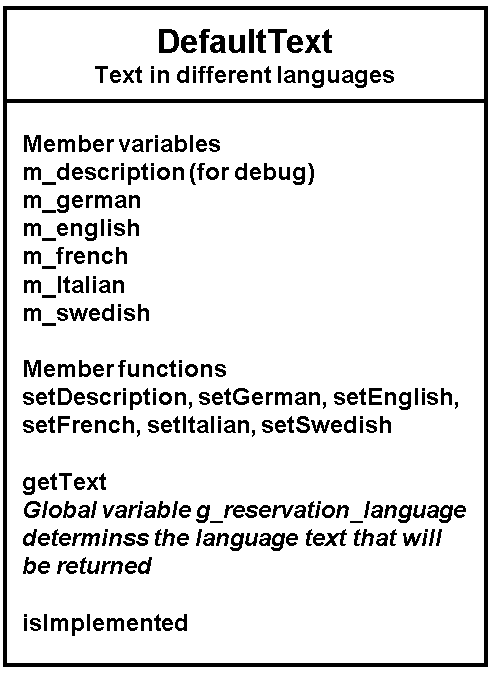 DefaultText
Text in different languages
Member variables
m_description (for debug)
m_german
m_english
m_french
m_Italian
m_swedish
Member functions
setDescription, setGerman, setEnglish,
setFrench, setItalian, setSwedish
getText
Global variable g_reservation_language
determinss the language text that will
be returned
isImplemented